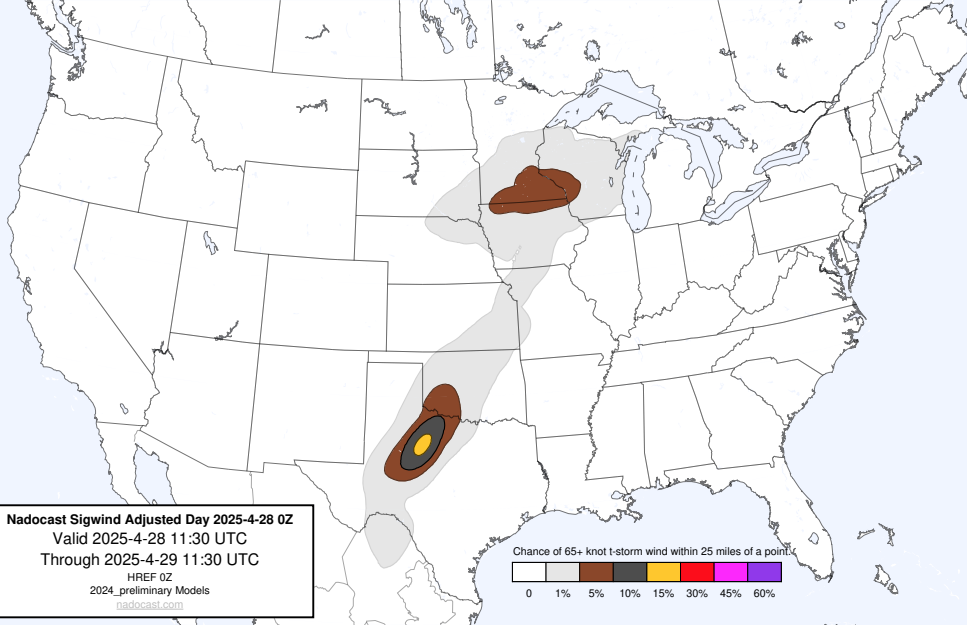 Nadocast Sigwind Adjusted Day 2025-4-28 0Z
Valid 2025-4-28 11:30 UTC
Through 2025-4-29 11:30 UTC
HREF 0Z
2024_preliminary Models
nadocast.com
Chance of 65+ knot t-storm wind within 25 miles of a point.
0 1% 5% 10% 15% 30% 45% 60%